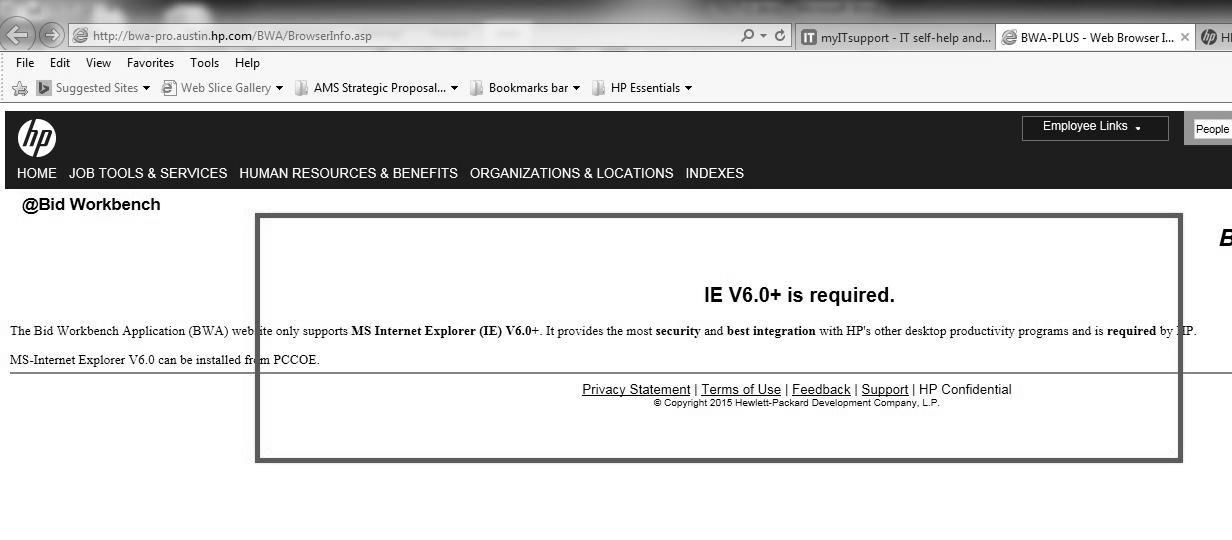 http://bwa-pro.austin.hp.com/BWA/BrowserInfo.asp
IT myITsupport - IT self-help and...
BWA-PLUS - Web Browser I...
hp H
File Edit View Favorites Tools Help
Suggested Sites Web Slice Gallery AMS Strategic Proposal... Bookmarks bar HP Essentials
hp
Employee Links
People
HOME JOB TOOLS & SERVICES HUMAN RESOURCES & BENEFITS ORGANIZATIONS & LOCATIONS INDEXES
@Bid Workbench
B
IE V6.0+ is required.
The Bid Workbench Application (BWA) website only supports MS Internet Explorer (IE) V6.0+. It provides the most security and best integration with HP's other desktop productivity programs and is required by HP.
MS-Internet Explorer V6.0 can be installed from PCCOE.
Privacy Statement | Terms of Use | Feedback | Support | HP Confidential
© Copyright 2015 Hewlett-Packard Development Company, L.P.